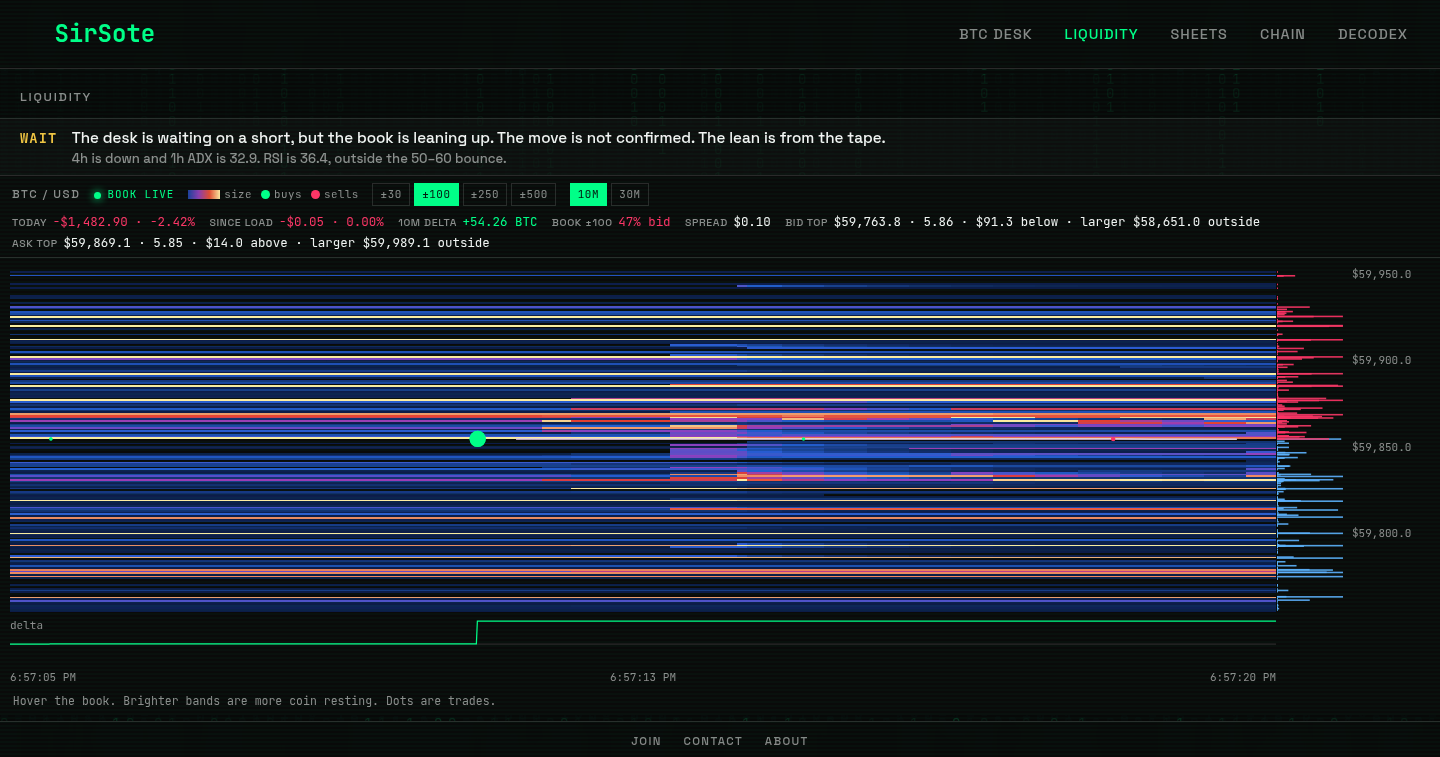 SirSote
BTC DESK LIQUIDITY SHEETS CHAIN DECODEX
LIQUIDITY
WAIT The desk is waiting on a short, but the book is leaning up. The move is not confirmed. The lean is from the tape.
4h is down and 1h ADX is 32.9. RSI is 36.4, outside the 50–60 bounce.
BTC / USD BOOK LIVE size buys sells ±30 ±100 ±250 ±500 10M 30M
TODAY -$1,482.90 · -2.42% SINCE LOAD -$0.05 · 0.00% 10M DELTA +54.26 BTC BOOK ±100 47% bid SPREAD $0.10 BID TOP $59,763.8 · 5.86 · $91.3 below · larger $58,651.0 outside
ASK TOP $59,869.1 · 5.85 · $14.0 above · larger $59,989.1 outside
$59,950.0
$59,900.0
$59,850.0
$59,800.0
delta
6:57:05 PM 6:57:13 PM 6:57:20 PM
Hover the book. Brighter bands are more coin resting. Dots are trades.
JOIN CONTACT ABOUT